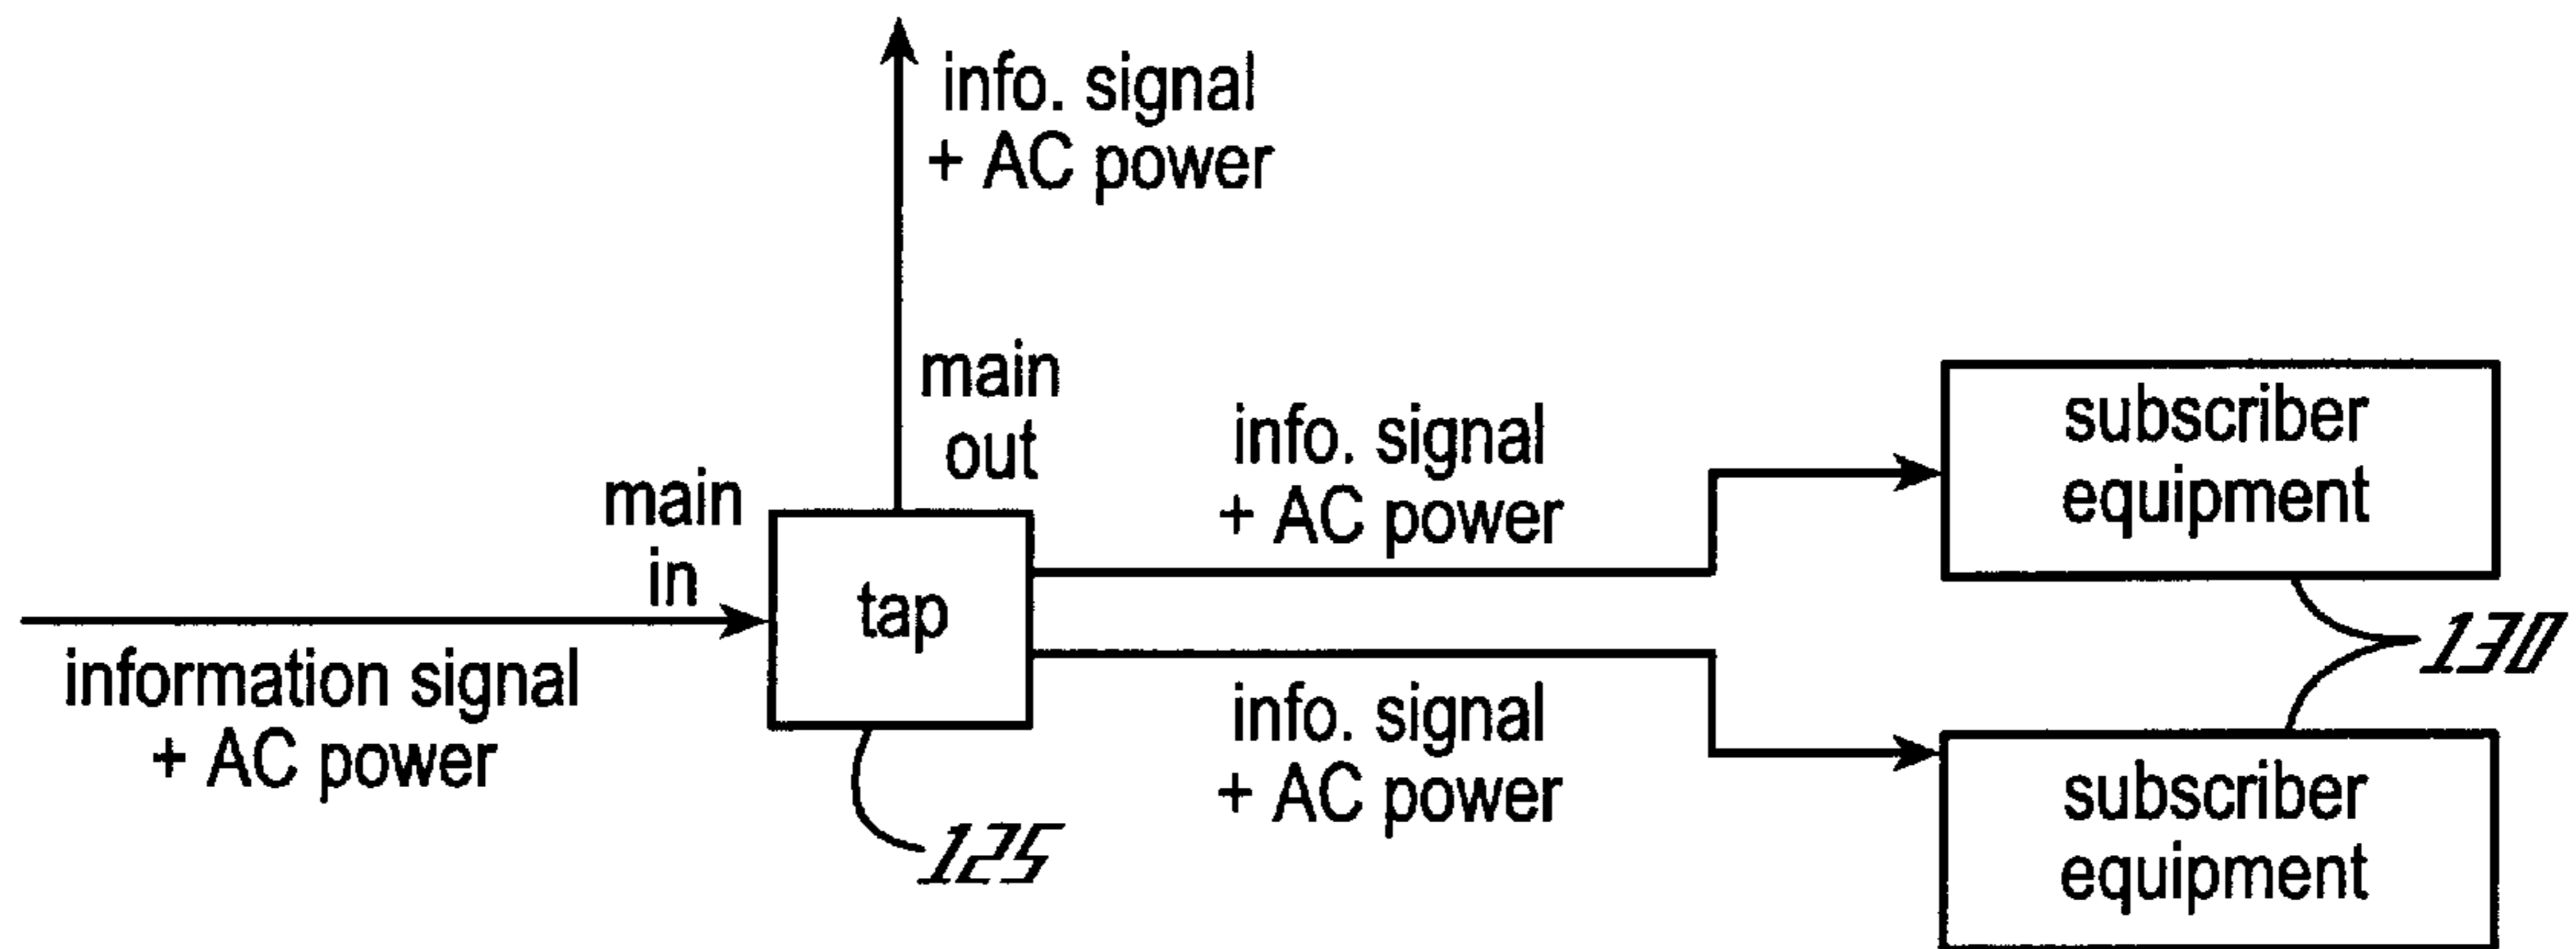 info. signal
+ AC power
main
out
main
in
information signal
+ AC power
tap
125
info. signal
+ AC power
info. signal
+ AC power
subscriber
equipment
130
subscriber
equipment